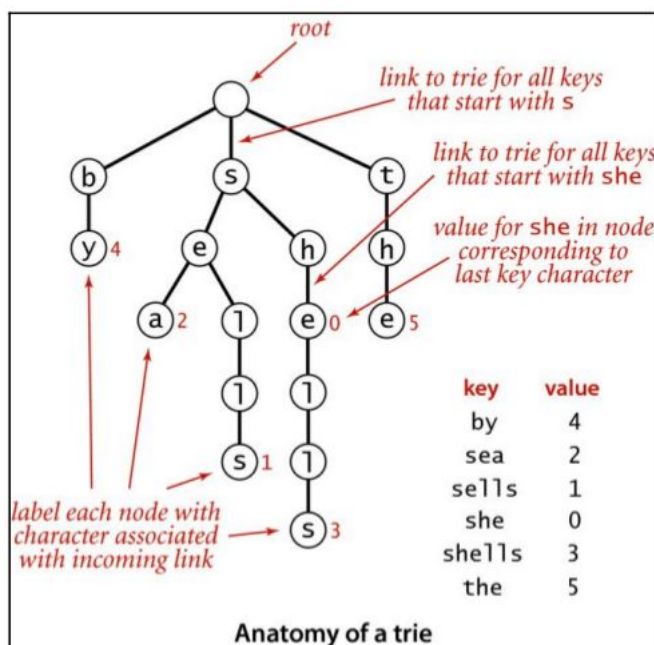 root
link to trie for all keys
that start with s
link to trie for all keys
that start with she
b
s
t
value for she in node
corresponding to
last key character
y 4
e
h
h
a 2
l
e 0
e 5
l
l
s 1
l
s 3
label each node with
character associated
with incoming link
key value
by 4
sea 2
sells 1
she 0
shells 3
the 5
Anatomy of a trie